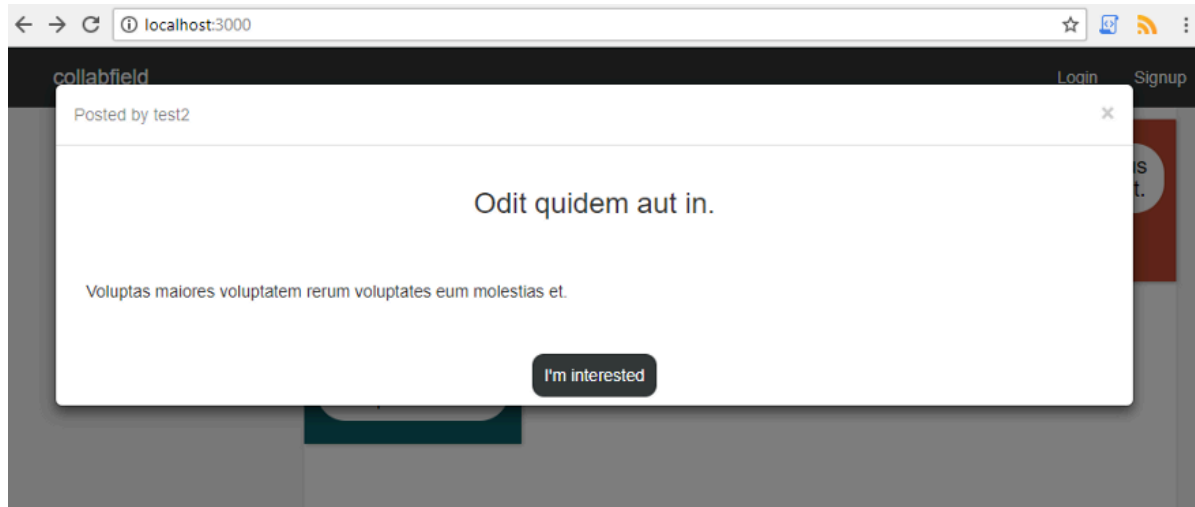 localhost:3000
collabfield
Login Signup
Posted by test2
×
Odit quidem aut in.
Voluptas maiores voluptatem rerum voluptates eum molestias et.
I'm interested